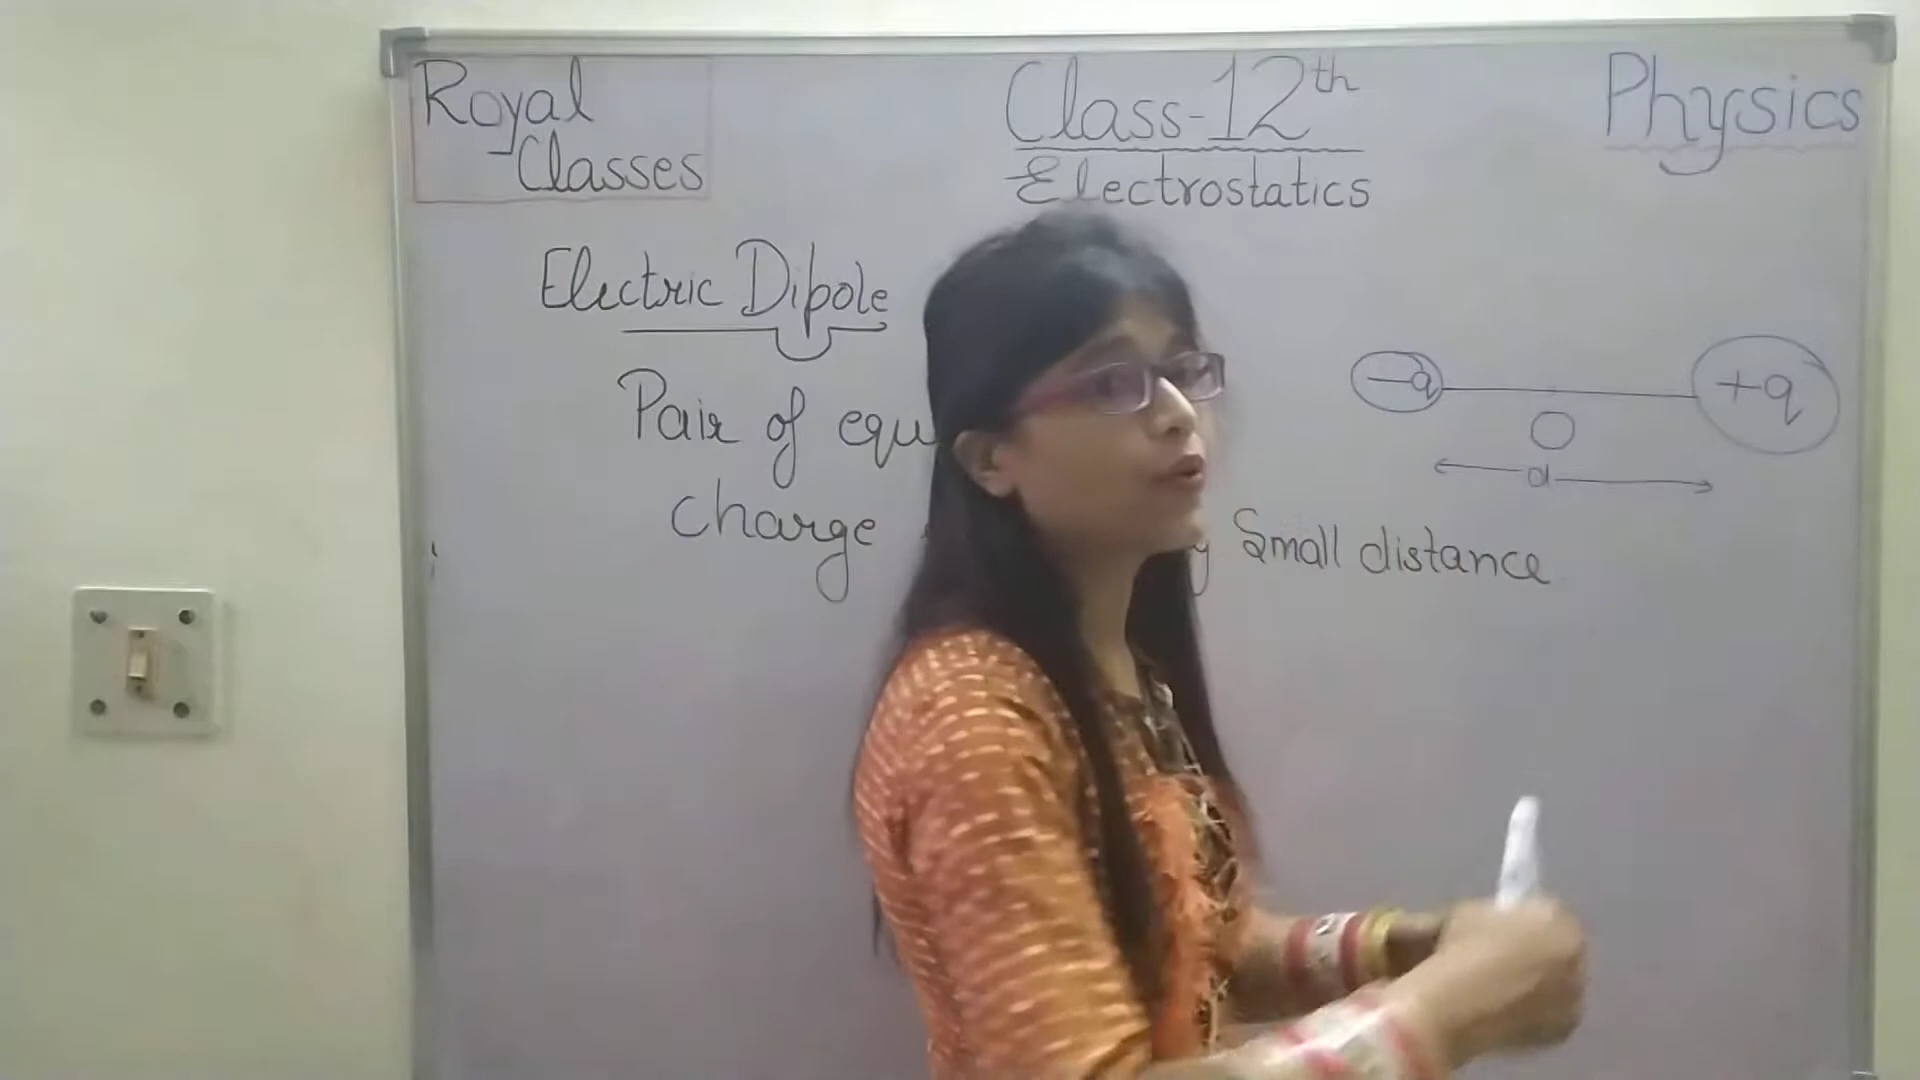 Royal
Classes
Class-12th
Electrostatics
Physics
Electric Dipole
Pair of equ
charge
Small distance
-q
+q
O
d